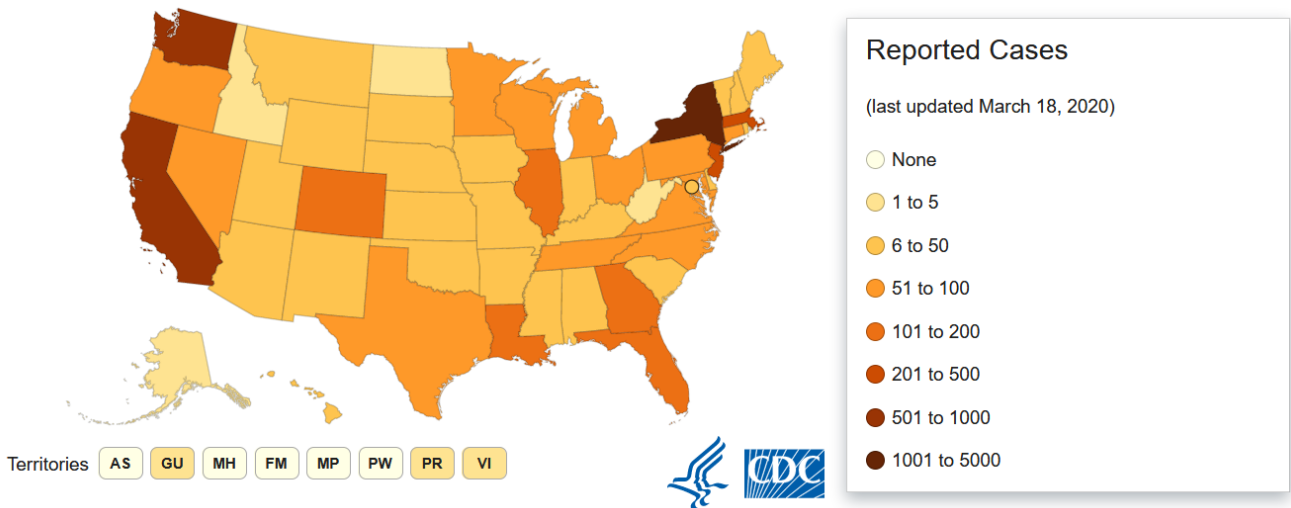 Reported Cases
(last updated March 18, 2020)
None
1 to 5
6 to 50
51 to 100
101 to 200
201 to 500
501 to 1000
1001 to 5000
Territories AS GU MH FM MP PW PR VI
CDC